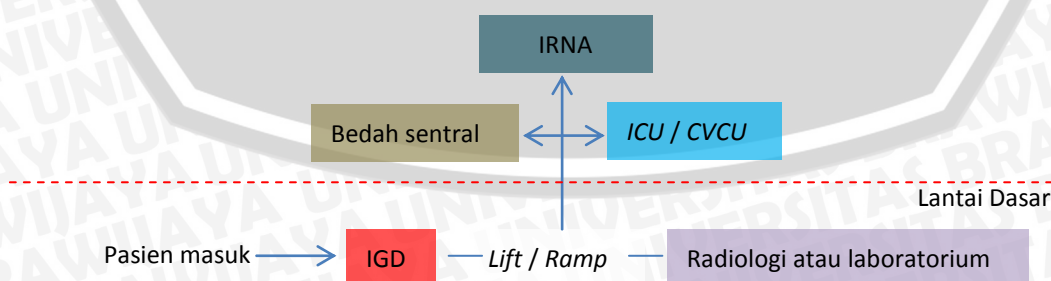 IRNA
Bedah sentral
ICU / CVCU
Lantai Dasar
Pasien masuk
IGD
Lift / Ramp
Radiologi atau laboratorium